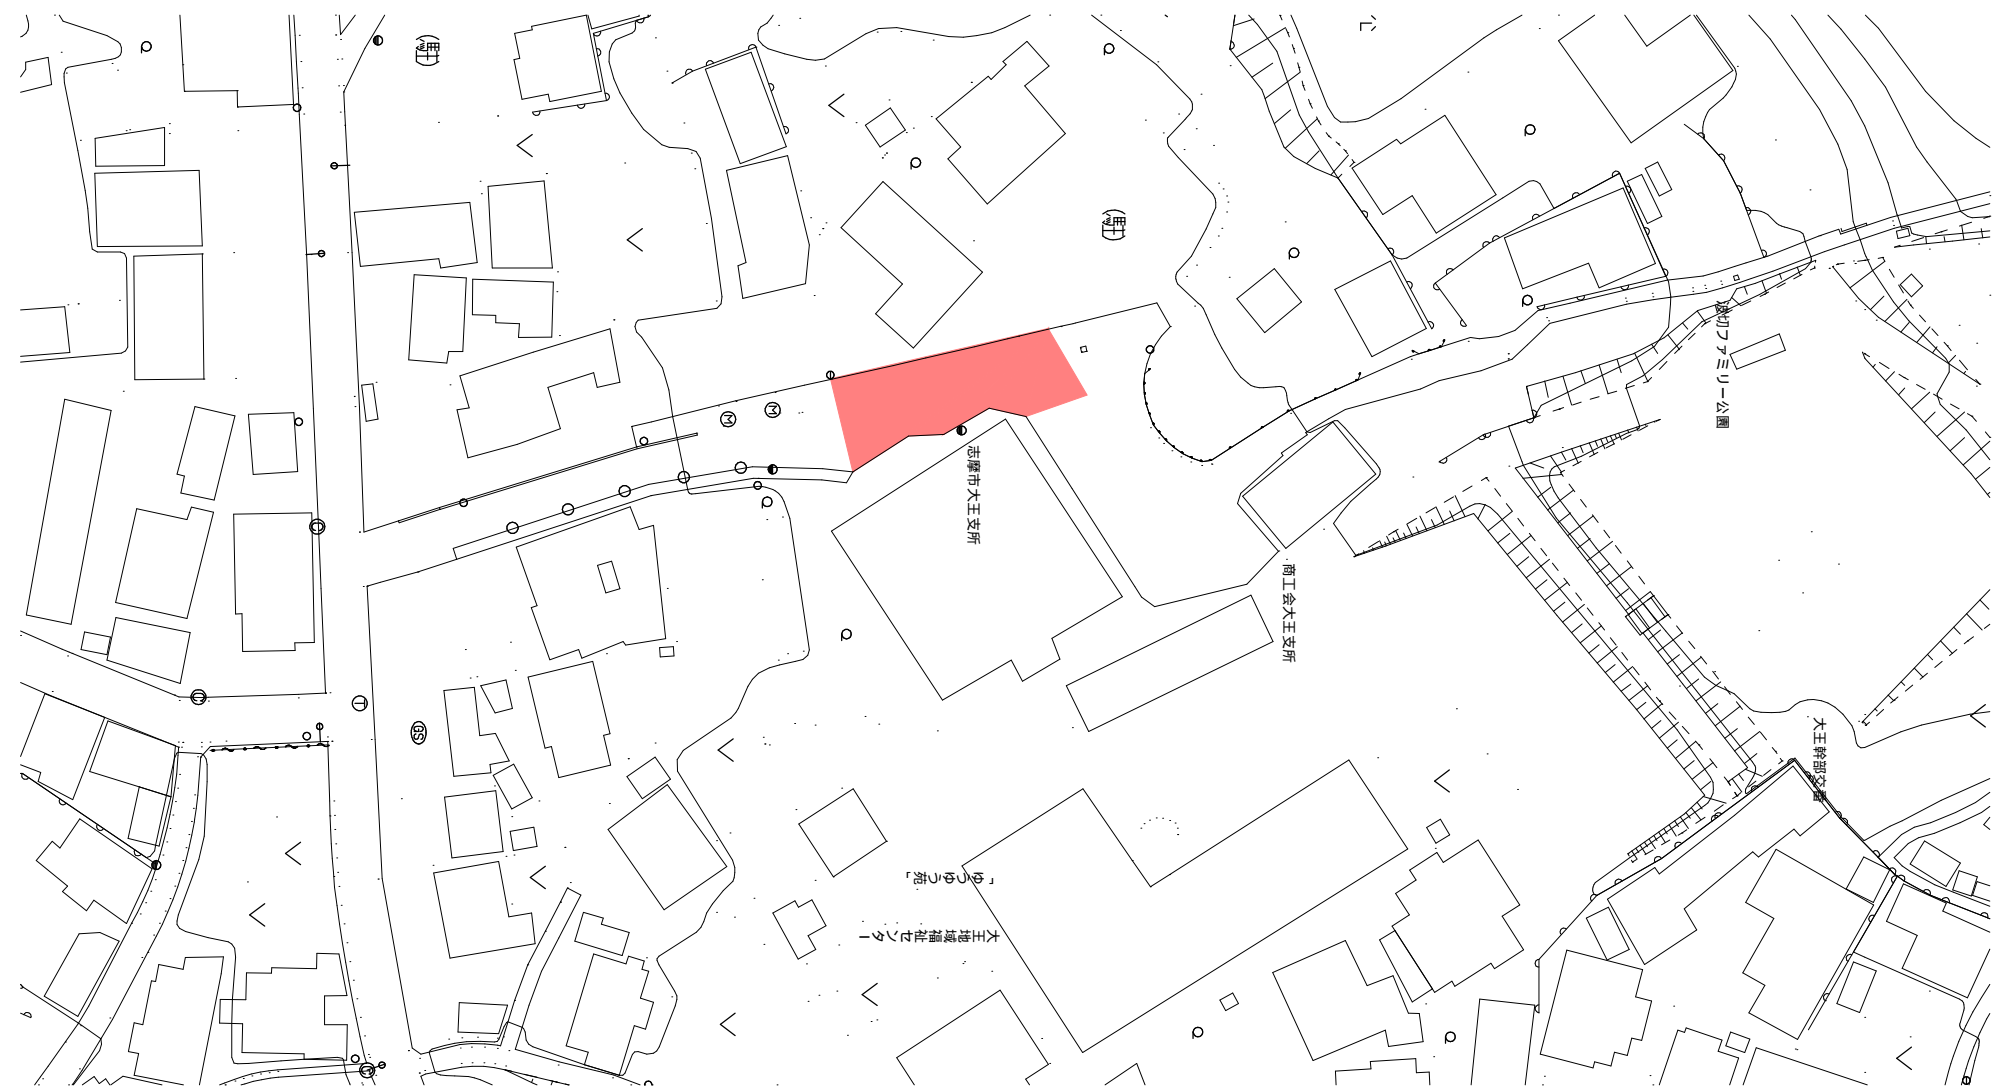 (駐)
(駐)
登切ファミリー公園
志摩市大王支所
商工会大王支所
大王幹部交番
「ゆうゆう苑」
大王地域福祉センター
M
M
C
C
T
GS